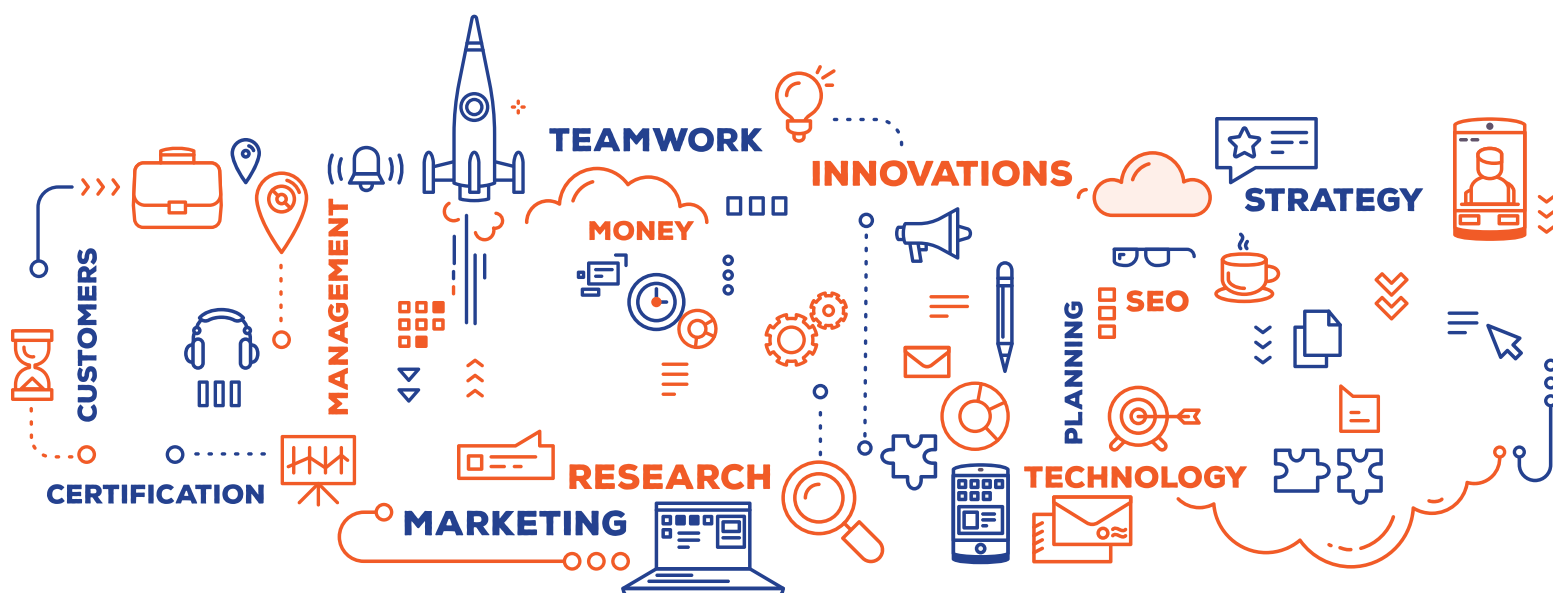 TEAMWORK
INNOVATIONS
STRATEGY
MONEY
CUSTOMERS
MANAGEMENT
SEO
PLANNING
RESEARCH
TECHNOLOGY
CERTIFICATION
MARKETING